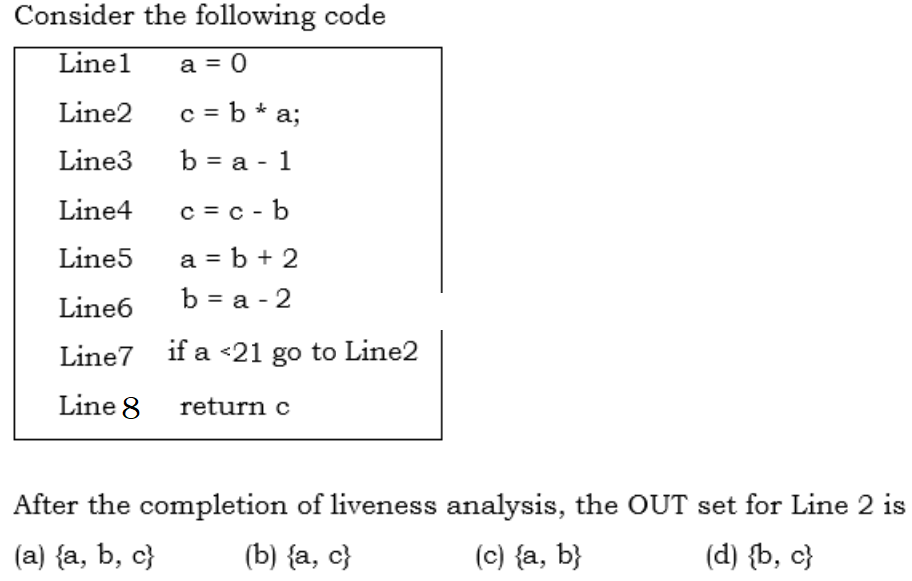 Consider the following code
Line1 a = 0
Line2 c = b * a;
Line3 b = a - 1
Line4 c = c - b
Line5 a = b + 2
Line6 b = a - 2
Line7 if a <21 go to Line2
Line 8 return c
After the completion of liveness analysis, the OUT set for Line 2 is
(a) {a, b, c} (b) {a, c} (c) {a, b} (d) {b, c}